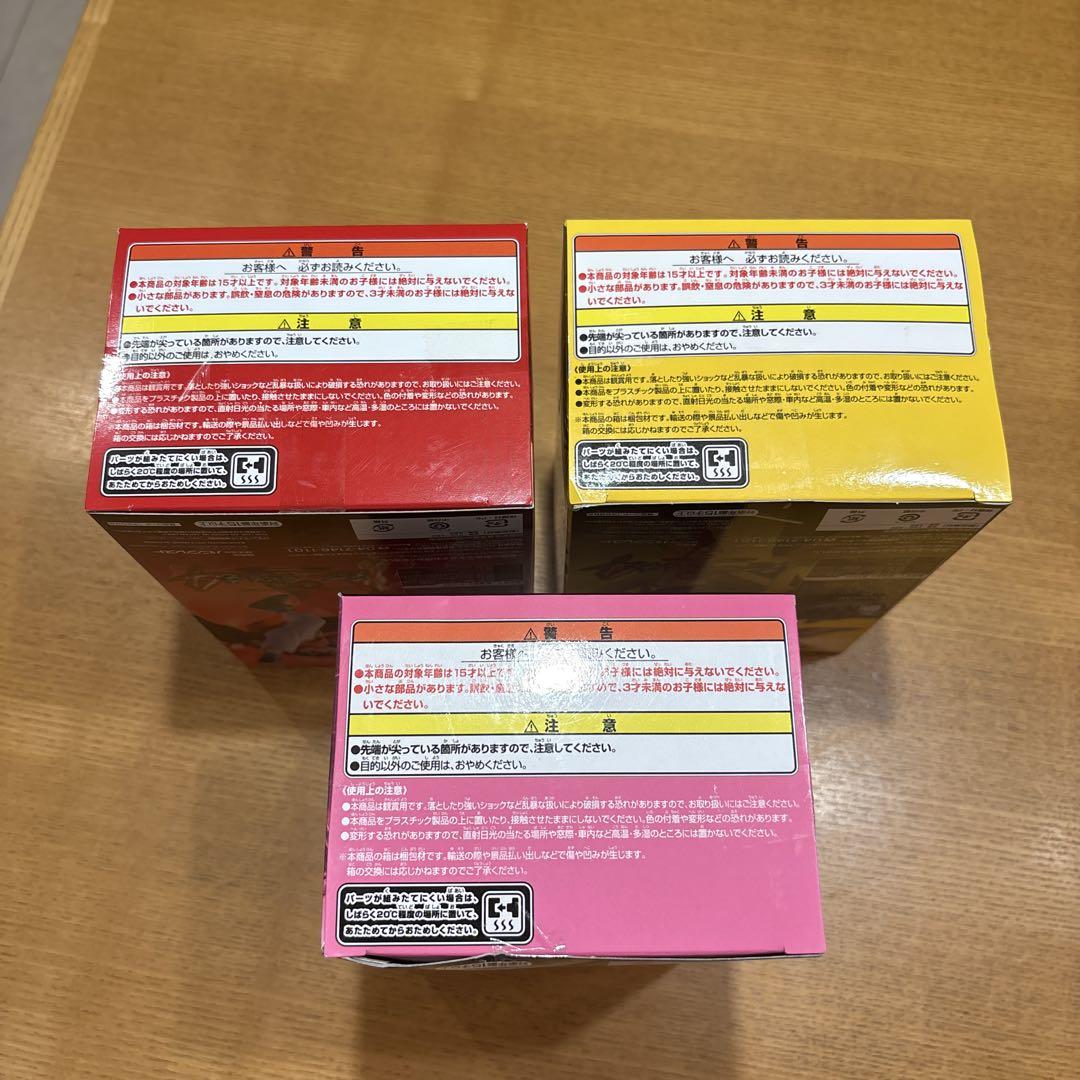 ⚠警 告
お客様へ 必ずお読みください。
●本商品の対象年齢は15才以上です。対象年齢未満のお子様には絶対に与えないでください。
●小さな部品があります。誤飲・窒息の危険がありますので、3才未満のお子様には絶対に与えな
いでください。
⚠注 意
●先端が尖っている箇所がありますので、注意してください。
●目的以外のご使用は、おやめください。
《使用上の注意》
●本商品は観賞用です。落としたり強いショックなど乱暴な扱いにより破損する恐れがありますので、お取り扱いにはご注意ください。
●本商品をプラスチック製品の上に置いたり、接触させたままにしないでください。色の付着や変形などの恐れがあります。
●変形する恐れがありますので、直射日光の当たる場所や窓際・車内など高温・多湿のところには置かないでください。
※本商品の箱は梱包材です。輸送の際や景品払い出しなどで傷や凹みが生じます。
箱の交換には応じかねますのでご了承ください。
パーツが組みたてにくい場合は、
しばらく20℃程度の場所に置いて、
あたためてからおためしください。
⚠警 告
お客様へ 必ずお読みください。
●本商品の対象年齢は15才以上です。対象年齢未満のお子様には絶対に与えないでください。
●小さな部品があります。誤飲・窒息の危険がありますので、3才未満のお子様には絶対に与えな
いでください。
⚠注 意
●先端が尖っている箇所がありますので、注意してください。
●目的以外のご使用は、おやめください。
《使用上の注意》
●本商品は観賞用です。落としたり強いショックなど乱暴な扱いにより破損する恐れがありますので、お取り扱いにはご注意ください。
●本商品をプラスチック製品の上に置いたり、接触させたままにしないでください。色の付着や変形などの恐れがあります。
●変形する恐れがありますので、直射日光の当たる場所や窓際・車内など高温・多湿のところには置かないでください。
※本商品の箱は梱包材です。輸送の際や景品払い出しなどで傷や凹みが生じます。
箱の交換には応じかねますのでご了承ください。
パーツが組みたてにくい場合は、
しばらく20℃程度の場所に置いて、
あたためてからおためしください。
対象年齢15才以上
対象年齢15才以上
⚠警 告
お客様へ 読みください。
●本商品の対象年齢は15才以上です お子様には絶対に与えないでください。
●小さな部品があります。誤飲・窒 すので、3才未満のお子様には絶対に与えな
いでください。
⚠注 意
●先端が尖っている箇所がありますので、注意してください。
●目的以外のご使用は、おやめください。
《使用上の注意》
●本商品は観賞用です。落としたり強いショックなど乱暴な扱いにより破損する恐れがありますので、お取り扱いにはご注意ください。
●本商品をプラスチック製品の上に置いたり、接触させたままにしないでください。色の付着や変形などの恐れがあります。
●変形する恐れがありますので、直射日光の当たる場所や窓際・車内など高温・多湿のところには置かないでください。
※本商品の箱は梱包材です。輸送の際や景品払い出しなどで傷や凹みが生じます。
箱の交換には応じかねますのでご了承ください。
パーツが組みたてにくい場合は、
しばらく20℃程度の場所に置いて、
あたためてからおためしください。